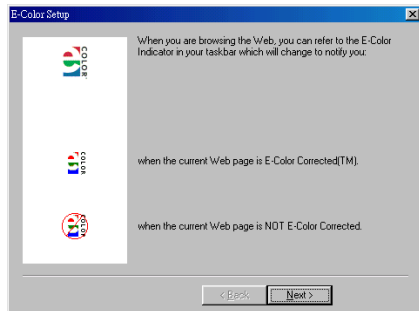 E-Color Setup
When you are browsing the Web, you can refer to the E-Color
Indicator in your taskbar which will change to notify you:
COLOR
COLOR
when the current Web page is E-Color Corrected(TM).
COLOR
when the current Web page is NOT E-Color Corrected.
< Back
Next >